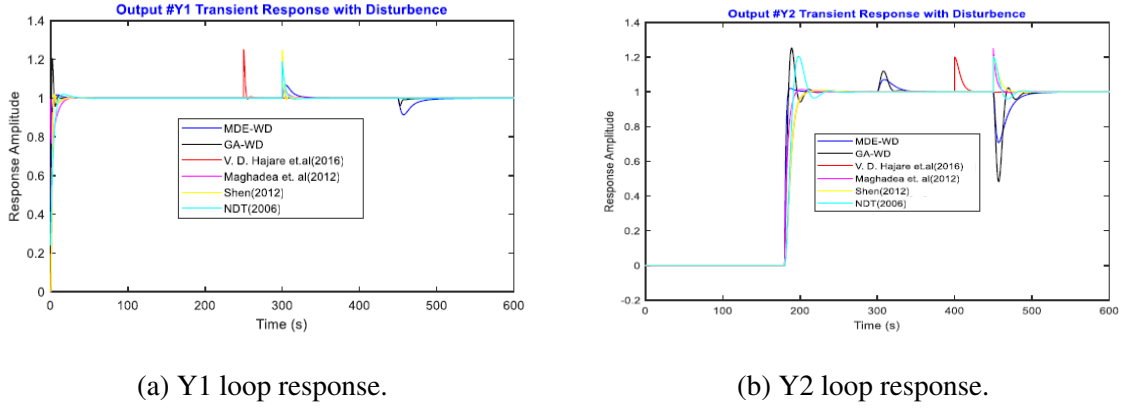 Output #Y1 Transient Response with Disturbence
Response Amplitude
1.4
1.2
1
0.8
0.6
0.4
0.2
0
MDE-WD
GA-WD
V. D. Hajare et.al(2016)
Maghadea et. al(2012)
Shen(2012)
NDT(2006)
0 100 200 300 400 500 600
Time (s)
(a) Y1 loop response.
Output #Y2 Transient Response with Disturbence
Response Amplitude
1.4
1.2
1
0.8
0.6
0.4
0.2
0
-0.2
MDE-WD
GA-WD
V. D. Hajare et.al(2016)
Maghadea et. al(2012)
Shen(2012)
NDT(2006)
0 100 200 300 400 500 600
Time (s)
(b) Y2 loop response.